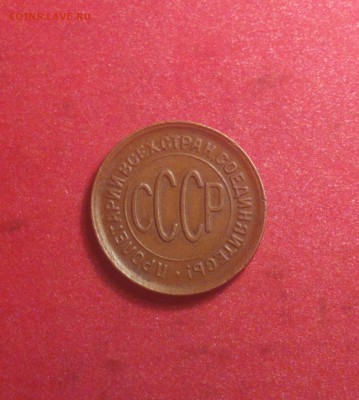 COINS.LAVE.RU
ПРОЛЕТАРИИ ВСЕХ СТРАН, СОЕДИНЯЙТЕСЬ!
СССР